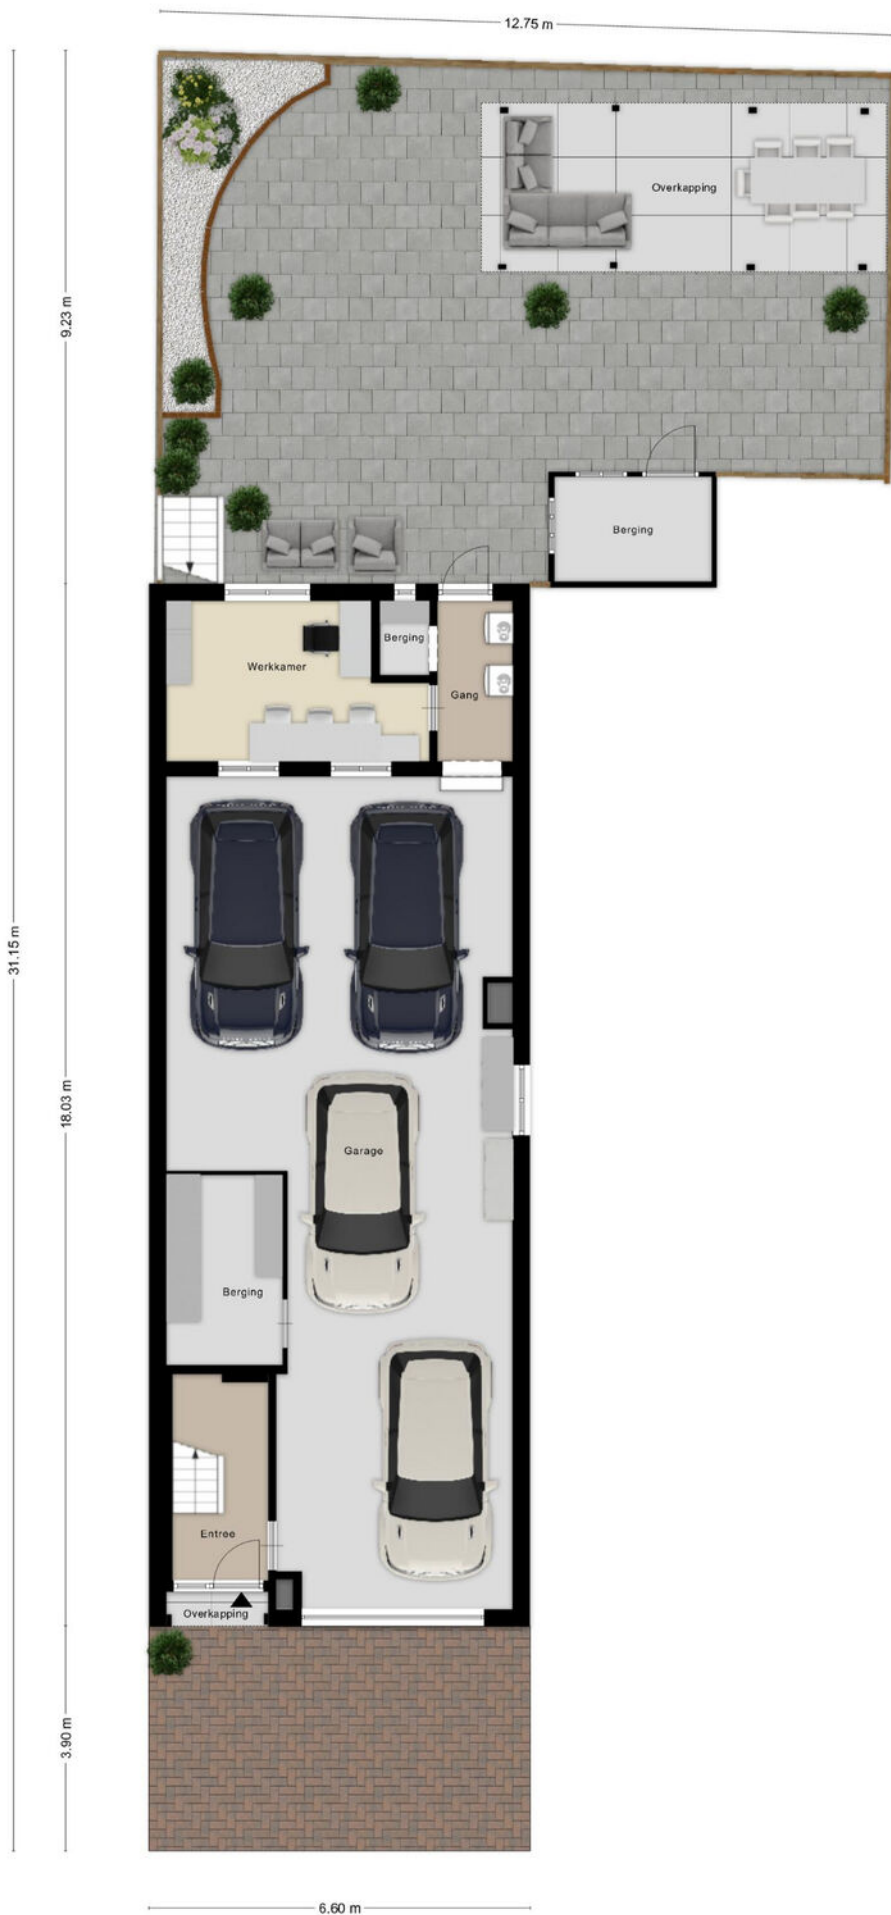 12.75 m
Overkapping
9.23 m
Berging
Berging
Werkkamer
Gang
31.15 m
18.03 m
Garage
Berging
Entree
Overkapping
3.90 m
6.60 m